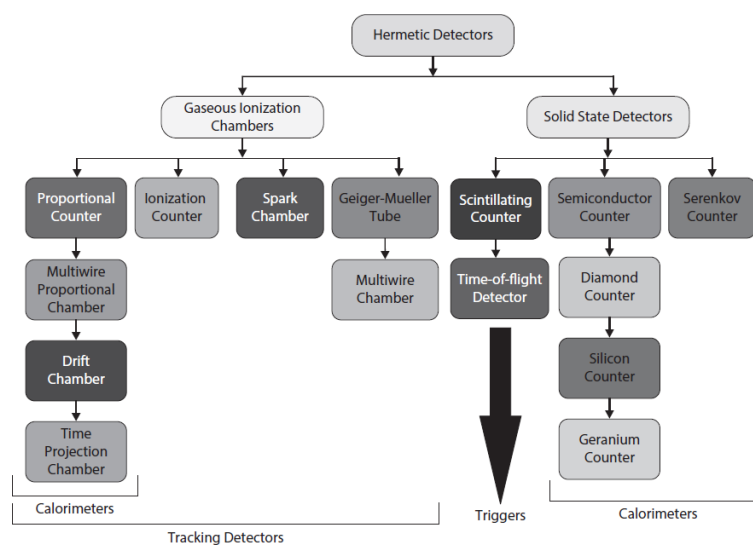 Hermetic Detectors
Gaseous Ionization
Chambers
Solid State Detectors
Proportional
Counter
Ionization
Counter
Spark
Chamber
Geiger-Mueller
Tube
Scintillating
Counter
Semiconductor
Counter
Serenkov
Counter
Multiwire
Proportional
Chamber
Multiwire
Chamber
Time-of-flight
Detector
Diamond
Counter
Drift
Chamber
Silicon
Counter
Time
Projection
Chamber
Geranium
Counter
Calorimeters
Triggers
Calorimeters
Tracking Detectors